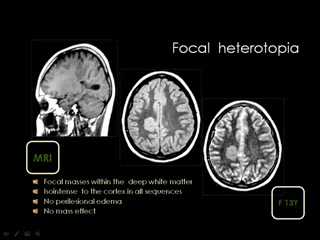 Focal heterotopia
MRI
Focal masses within the deep white matter
Isointense to the cortex in all sequences
No perilesional edema
No mass effect
F 13Y